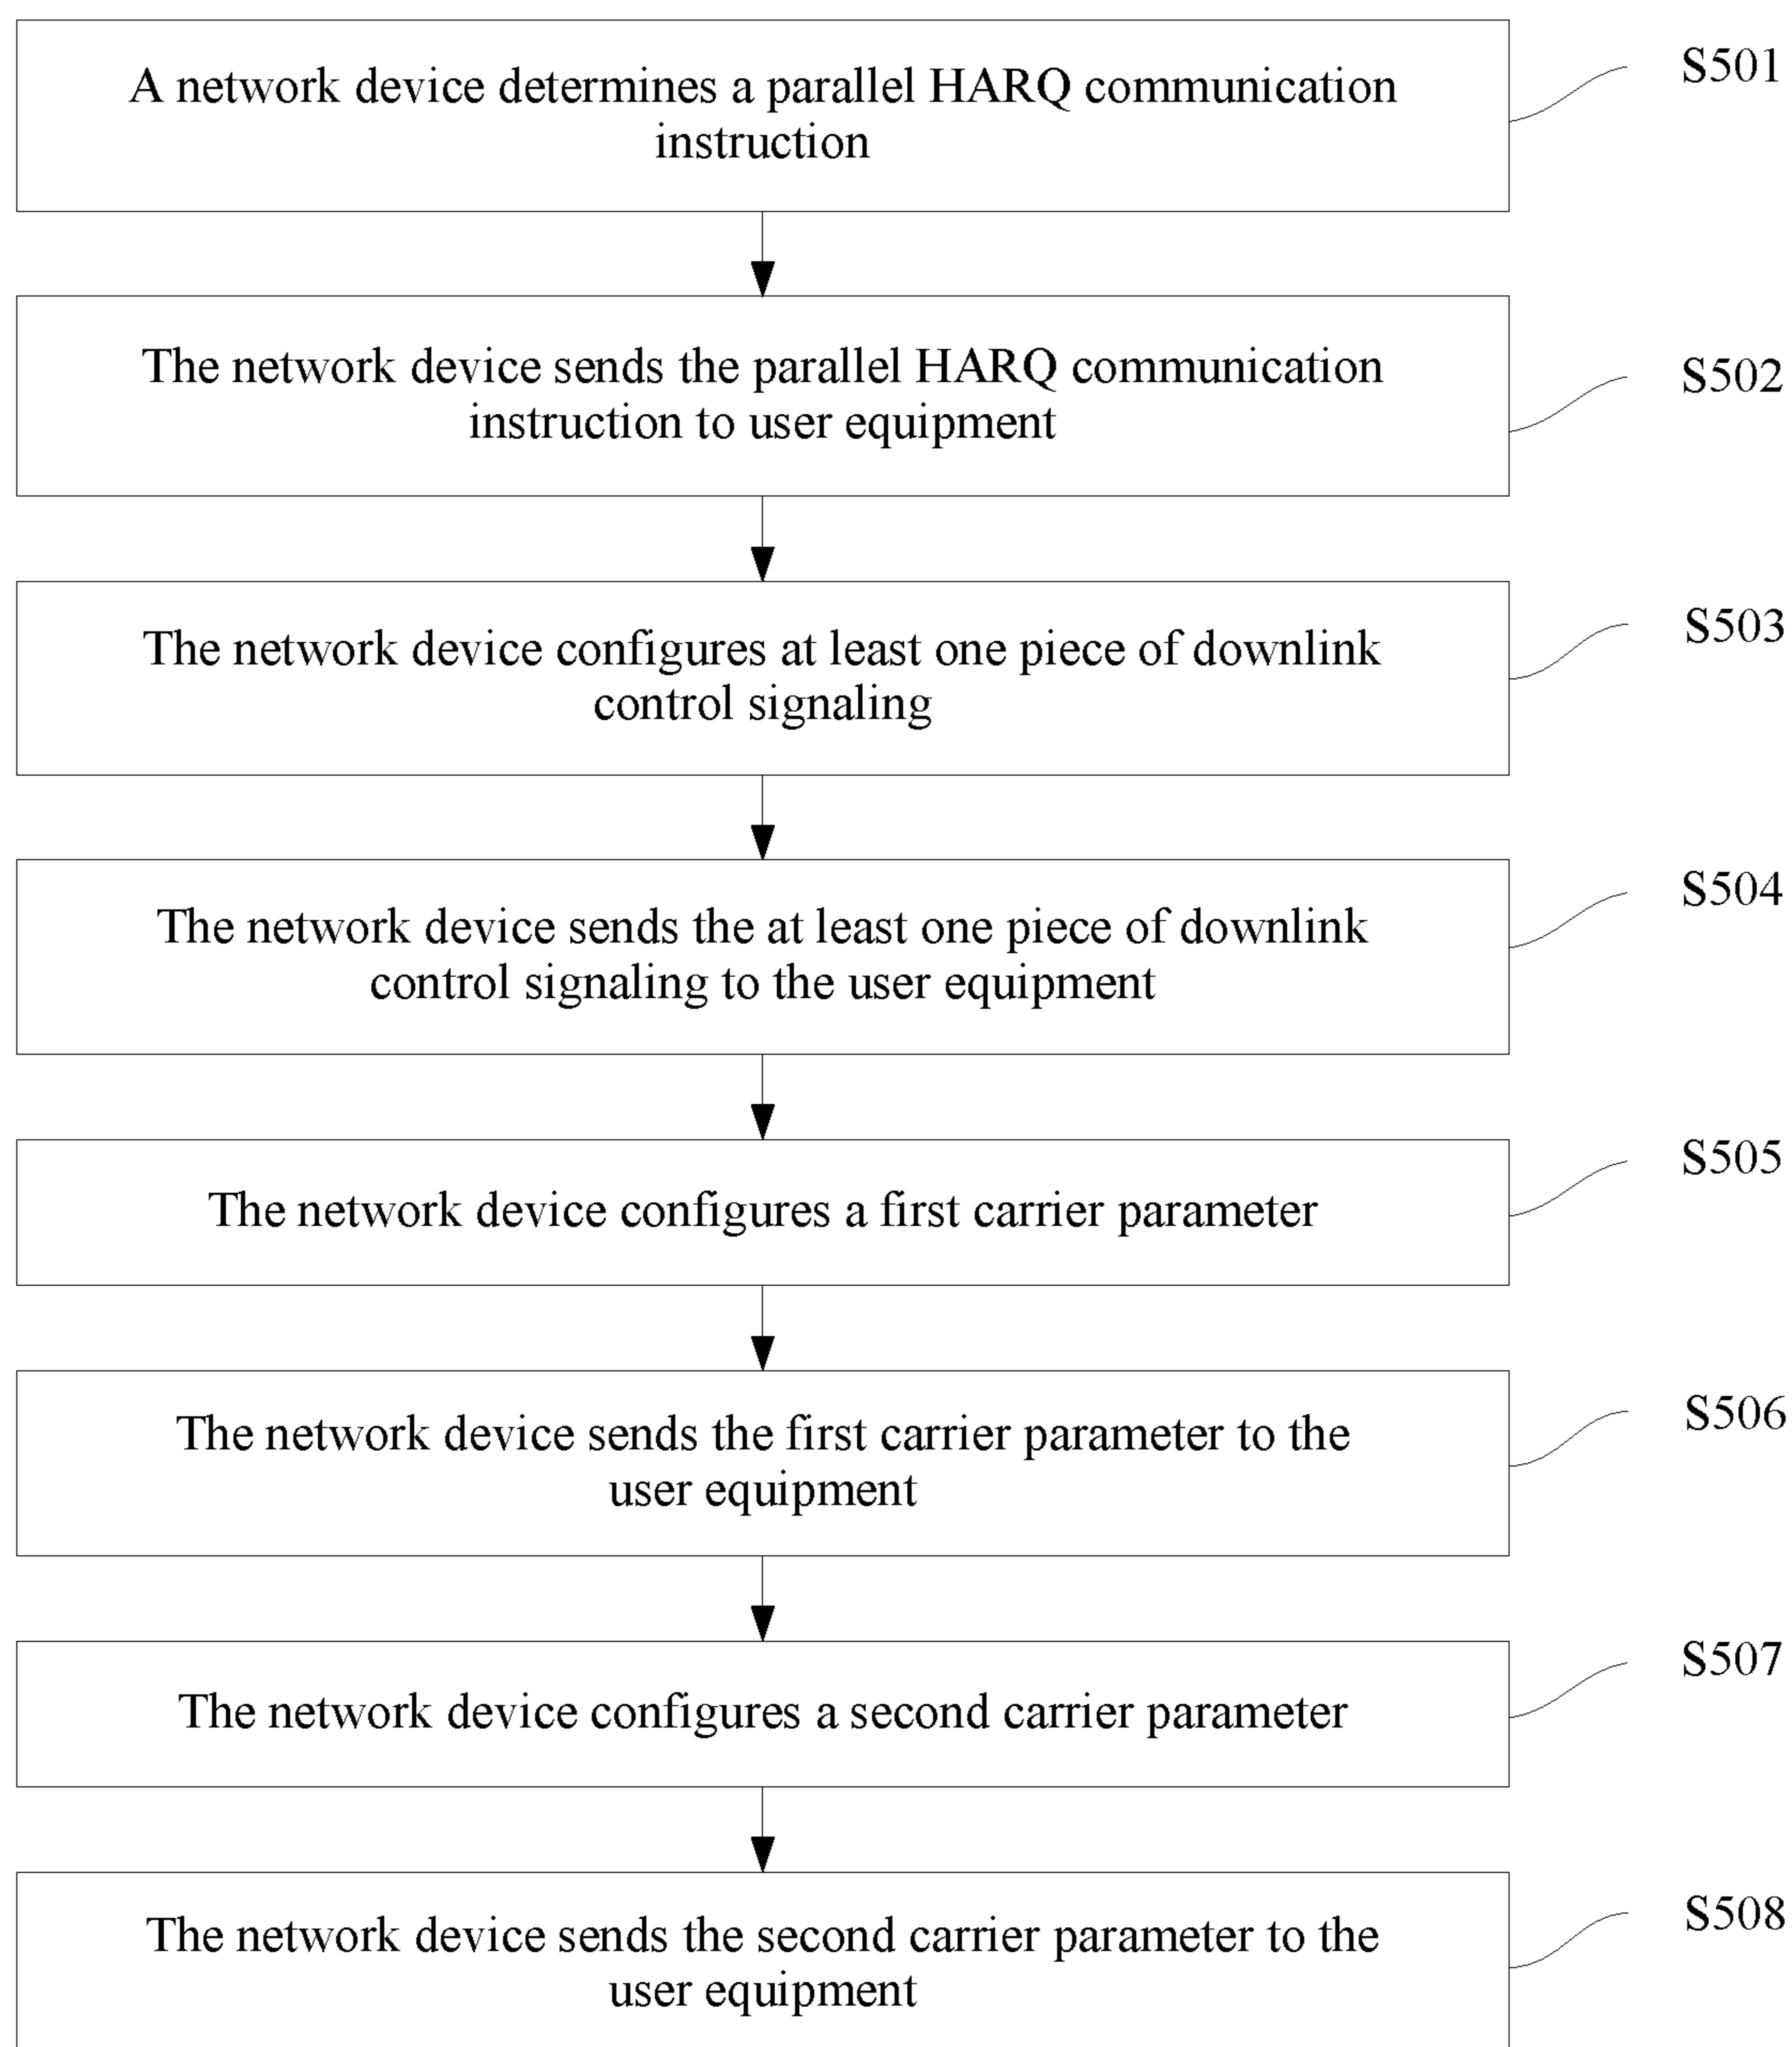 A network device determines a parallel HARQ communication
instruction
S501
The network device sends the parallel HARQ communication
instruction to user equipment
S502
The network device configures at least one piece of downlink
control signaling
S503
The network device sends the at least one piece of downlink
control signaling to the user equipment
S504
The network device configures a first carrier parameter
S505
The network device sends the first carrier parameter to the
user equipment
S506
The network device configures a second carrier parameter
S507
The network device sends the second carrier parameter to the
user equipment
S508